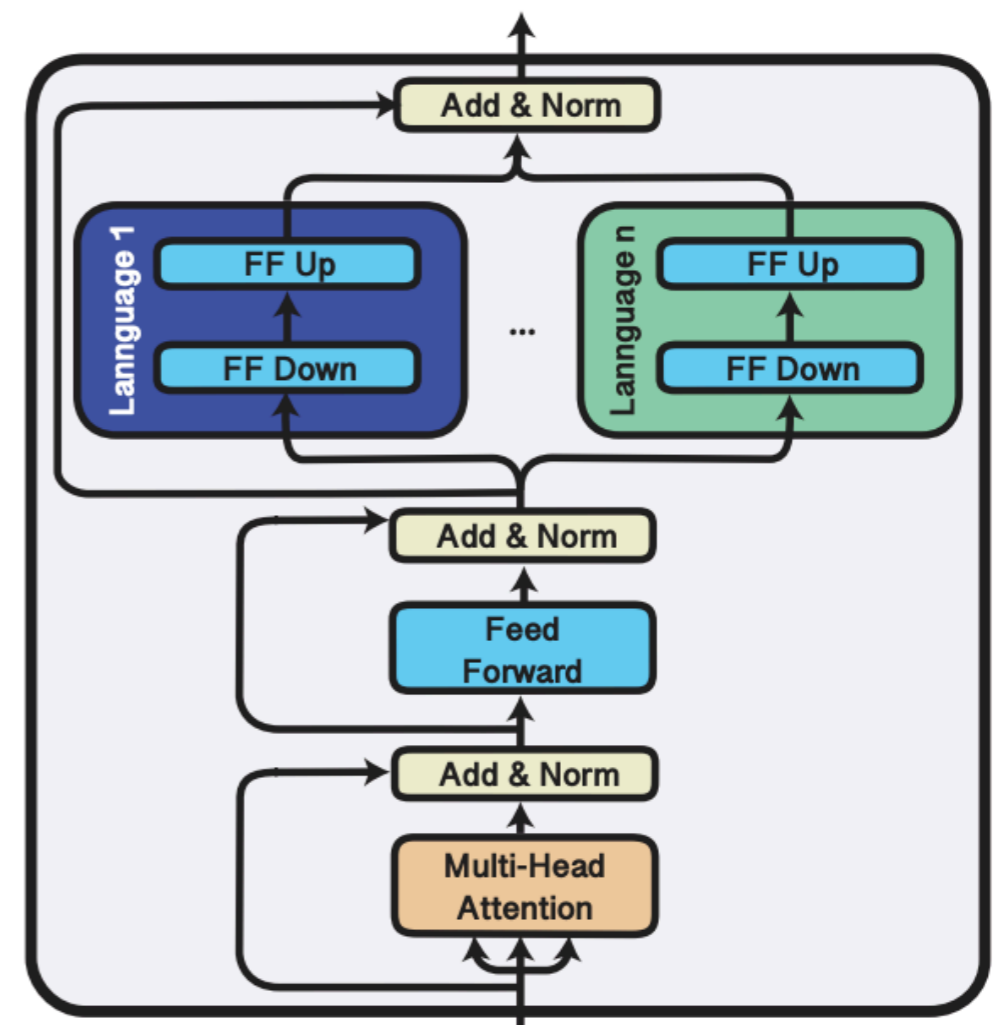 Add & Norm
Lannguage 1
FF Up
FF Down
...
Lannguage n
FF Up
FF Down
Add & Norm
Feed
Forward
Add & Norm
Multi-Head
Attention